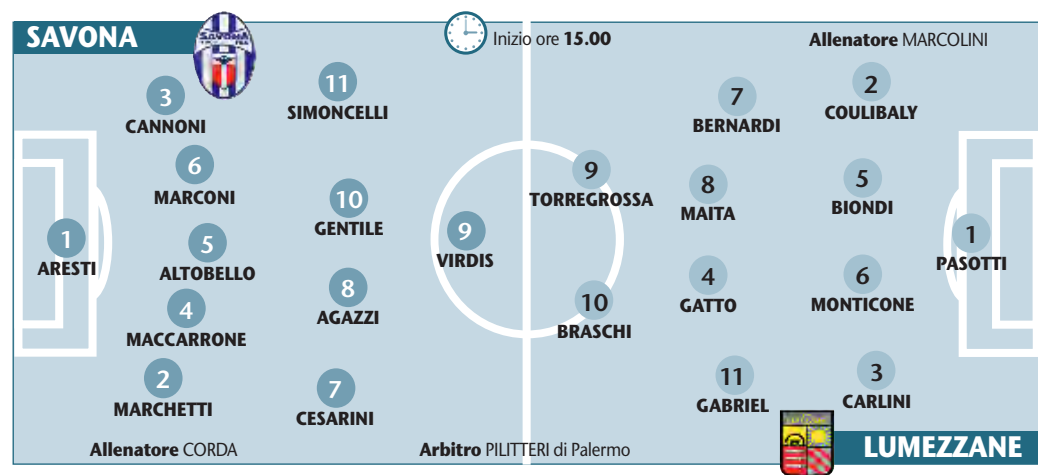 SAVONA
SAVONA
Inizio ore 15.00
Allenatore MARCOLINI
3
CANNONI
11
SIMONCELLI
6
MARCONI
10
GENTILE
1
ARESTI
5
ALTOBELLO
9
VIRDIS
4
MACCARRONE
8
AGAZZI
2
MARCHETTI
7
CESARINI
9
TORREGROSSA
10
BRASCHI
7
BERNARDI
2
COULIBALY
8
MAITA
5
BIONDI
1
PASOTTI
4
GATTO
6
MONTICONE
11
GABRIEL
3
CARLINI
Allenatore CORDA
Arbitro PILITTERI di Palermo
LUMEZZANE